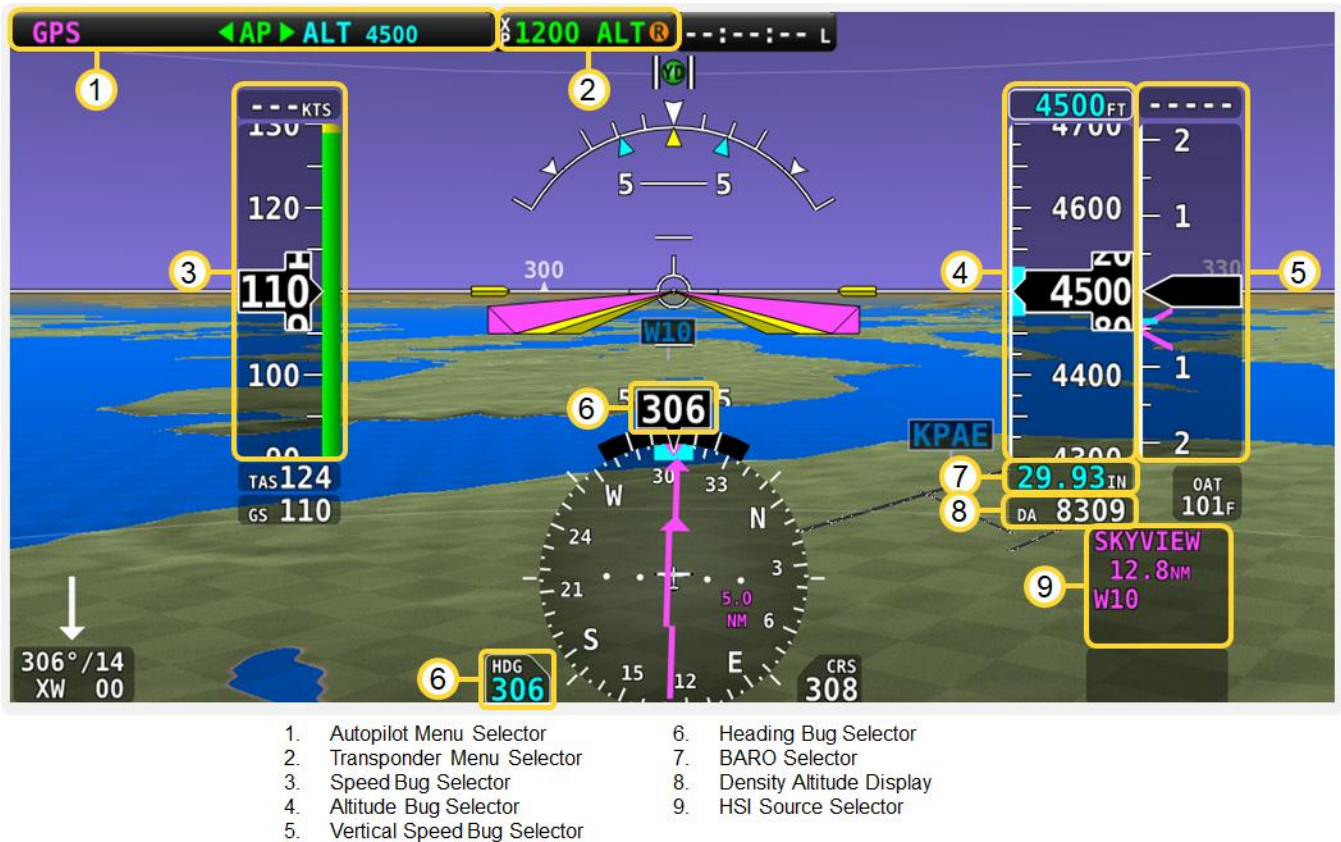 GPS ◄AP► ALT 4500 XP 1200 ALT R --:--:-- L
1
2
YD
--- KTS
4500 FT
-----
130
4700
2
5 5
120
4600
1
3
4
5
20
330
300
110
4500
80
W10
100
4400
1
6
306
5
KPAE
2
90
4300
TAS 124
7
29.93 IN
OAT
101F
GS 110
8
DA 8309
30
33
W
N
24
3
21
5.0
NM
6
S
E
15
12
SKYVIEW
12.8NM
W10
9
306°/14
XW 00
6
HDG
306
CRS
308
1. Autopilot Menu Selector
2. Transponder Menu Selector
3. Speed Bug Selector
4. Altitude Bug Selector
5. Vertical Speed Bug Selector
6. Heading Bug Selector
7. BARO Selector
8. Density Altitude Display
9. HSI Source Selector